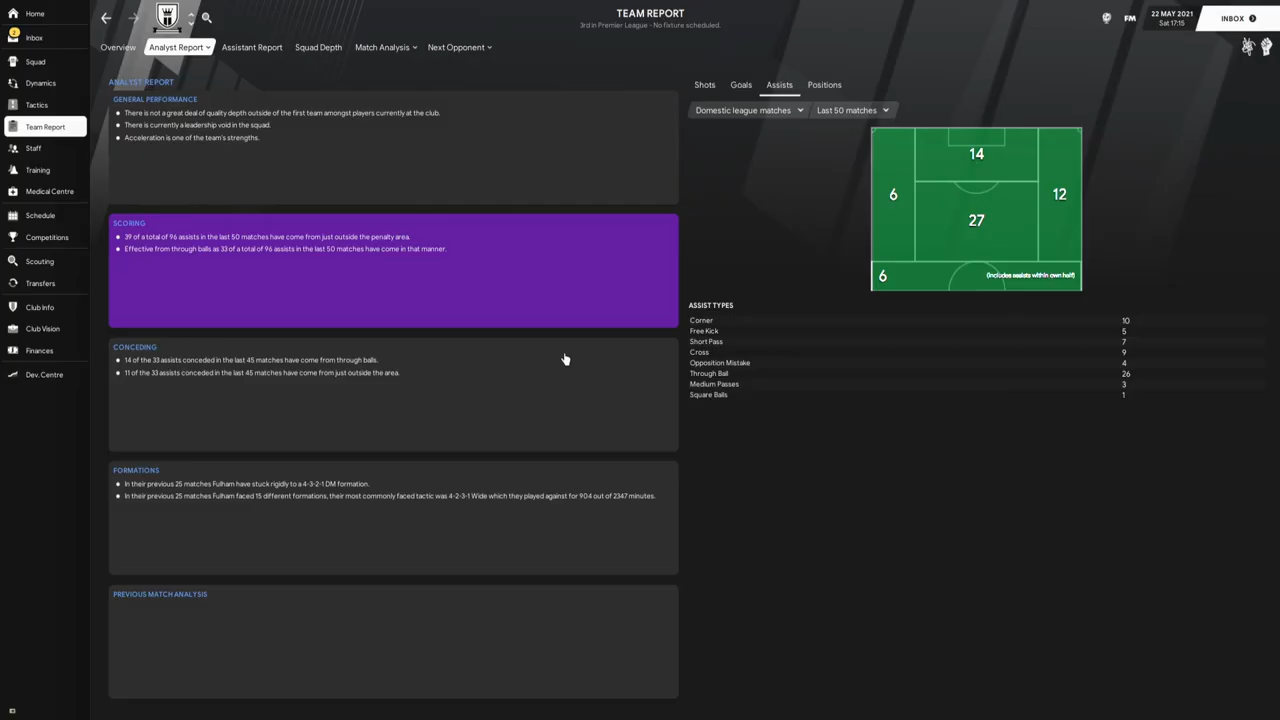 Home
2
Inbox
Squad
Dynamics
Tactics
Team Report
Staff
Training
Medical Centre
Schedule
Competitions
Scouting
Transfers
Club Info
Club Vision
Finances
Dev. Centre
TEAM REPORT
3rd in Premier League - No fixture scheduled.
FM
22 MAY 2021
Sat 17:15
INBOX
Overview
Analyst Report
Assistant Report
Squad Depth
Match Analysis
Next Opponent
ANALYST REPORT
GENERAL PERFORMANCE
There is not a great deal of quality depth outside of the first team amongst players currently at the club.
There is currently a leadership void in the squad.
Acceleration is one of the team's strengths.
SCORING
39 of a total of 96 assists in the last 50 matches have come from just outside the penalty area.
Effective from through balls as 33 of a total of 96 assists in the last 50 matches have come in that manner.
CONCEDING
14 of the 33 assists conceded in the last 45 matches have come from through balls.
11 of the 33 assists conceded in the last 45 matches have come from just outside the area.
FORMATIONS
In their previous 25 matches Fulham have stuck rigidly to a 4-3-2-1 DM formation.
In their previous 25 matches Fulham faced 15 different formations, their most commonly faced tactic was 4-2-3-1 Wide which they played against for 904 out of 2347 minutes.
PREVIOUS MATCH ANALYSIS
Shots
Goals
Assists
Positions
Domestic league matches
Last 50 matches
14
6
12
27
6
(includes assists within own half)
ASSIST TYPES
Corner 10
Free Kick 5
Short Pass 7
Cross 9
Opposition Mistake 4
Through Ball 26
Medium Passes 3
Square Balls 1